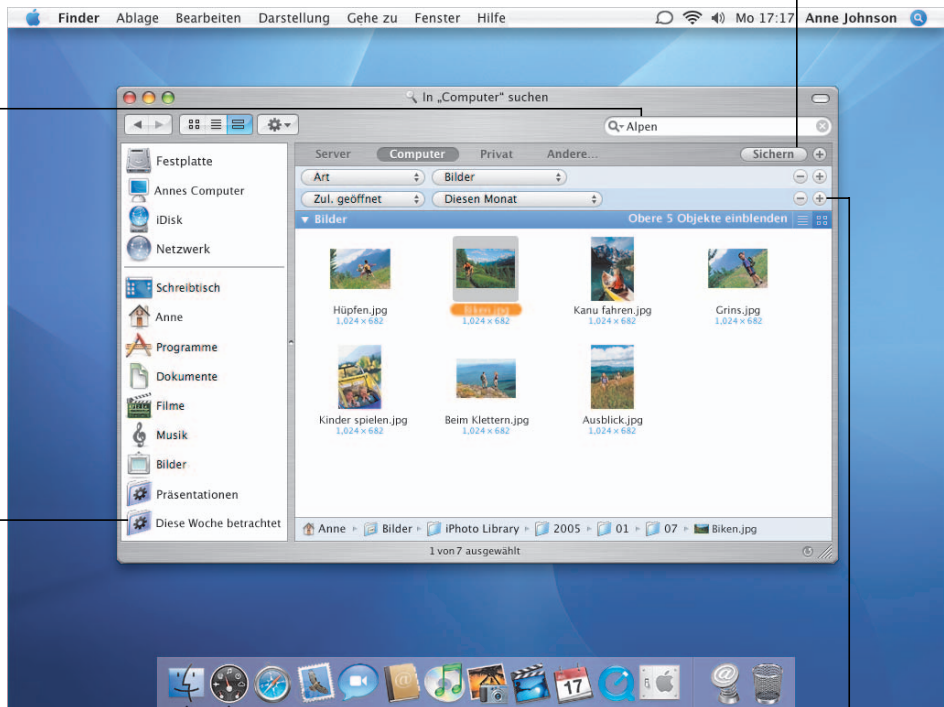 Finder Ablage Bearbeiten Darstellung Gehe zu Fenster Hilfe Mo 17:17 Anne Johnson
In „Computer“ suchen
Alpen
Server Computer Privat Andere... Sichern
Art Bilder
Zul. geöffnet Diesen Monat
Bilder Obere 5 Objekte einblenden
Festplatte
Annes Computer
iDisk
Netzwerk
Schreibtisch
Anne
Programme
Dokumente
Filme
Musik
Bilder
Präsentationen
Diese Woche betrachtet
Hüpfen.jpg Biken.jpg Kanu fahren.jpg Grins.jpg
1,024 × 682 1,024 × 682 1,024 × 682 1,024 × 682
Kinder spielen.jpg Beim Klettern.jpg Ausblick.jpg
1,024 × 682 1,024 × 682 1,024 × 682
Anne Bilder iPhoto Library 2005 01 07 Biken.jpg
1 von 7 ausgewählt
17